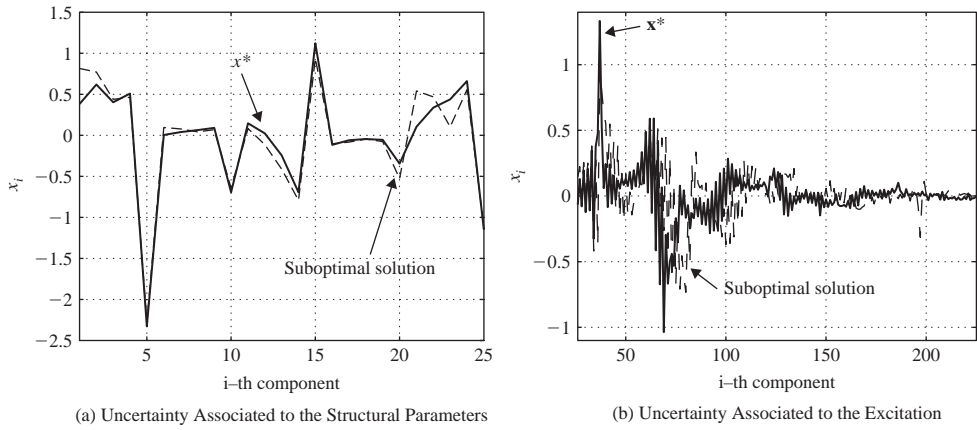 1.5
1
0.5
0
−0.5
−1
−1.5
−2
−2.5
x_i
x*
Suboptimal solution
5
10
15
20
25
i–th component
(a) Uncertainty Associated to the Structural Parameters
1
0.5
0
−0.5
−1
x_i
x*
Suboptimal solution
50
100
150
200
i–th component
(b) Uncertainty Associated to the Excitation